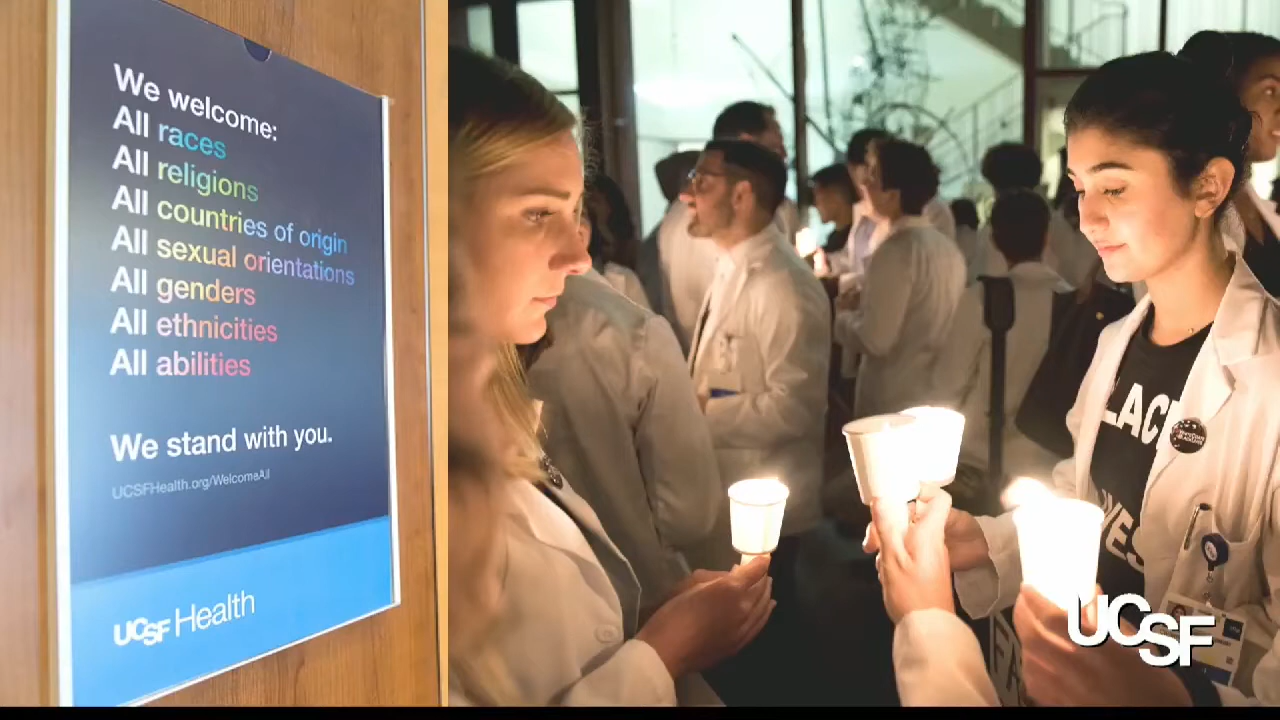 We welcome:
All races
All religions
All countries of origin
All sexual orientations
All genders
All ethnicities
All abilities
We stand with you.
UCSFHealth.org/WelcomeAll
UCSF Health
LACK
UCSF